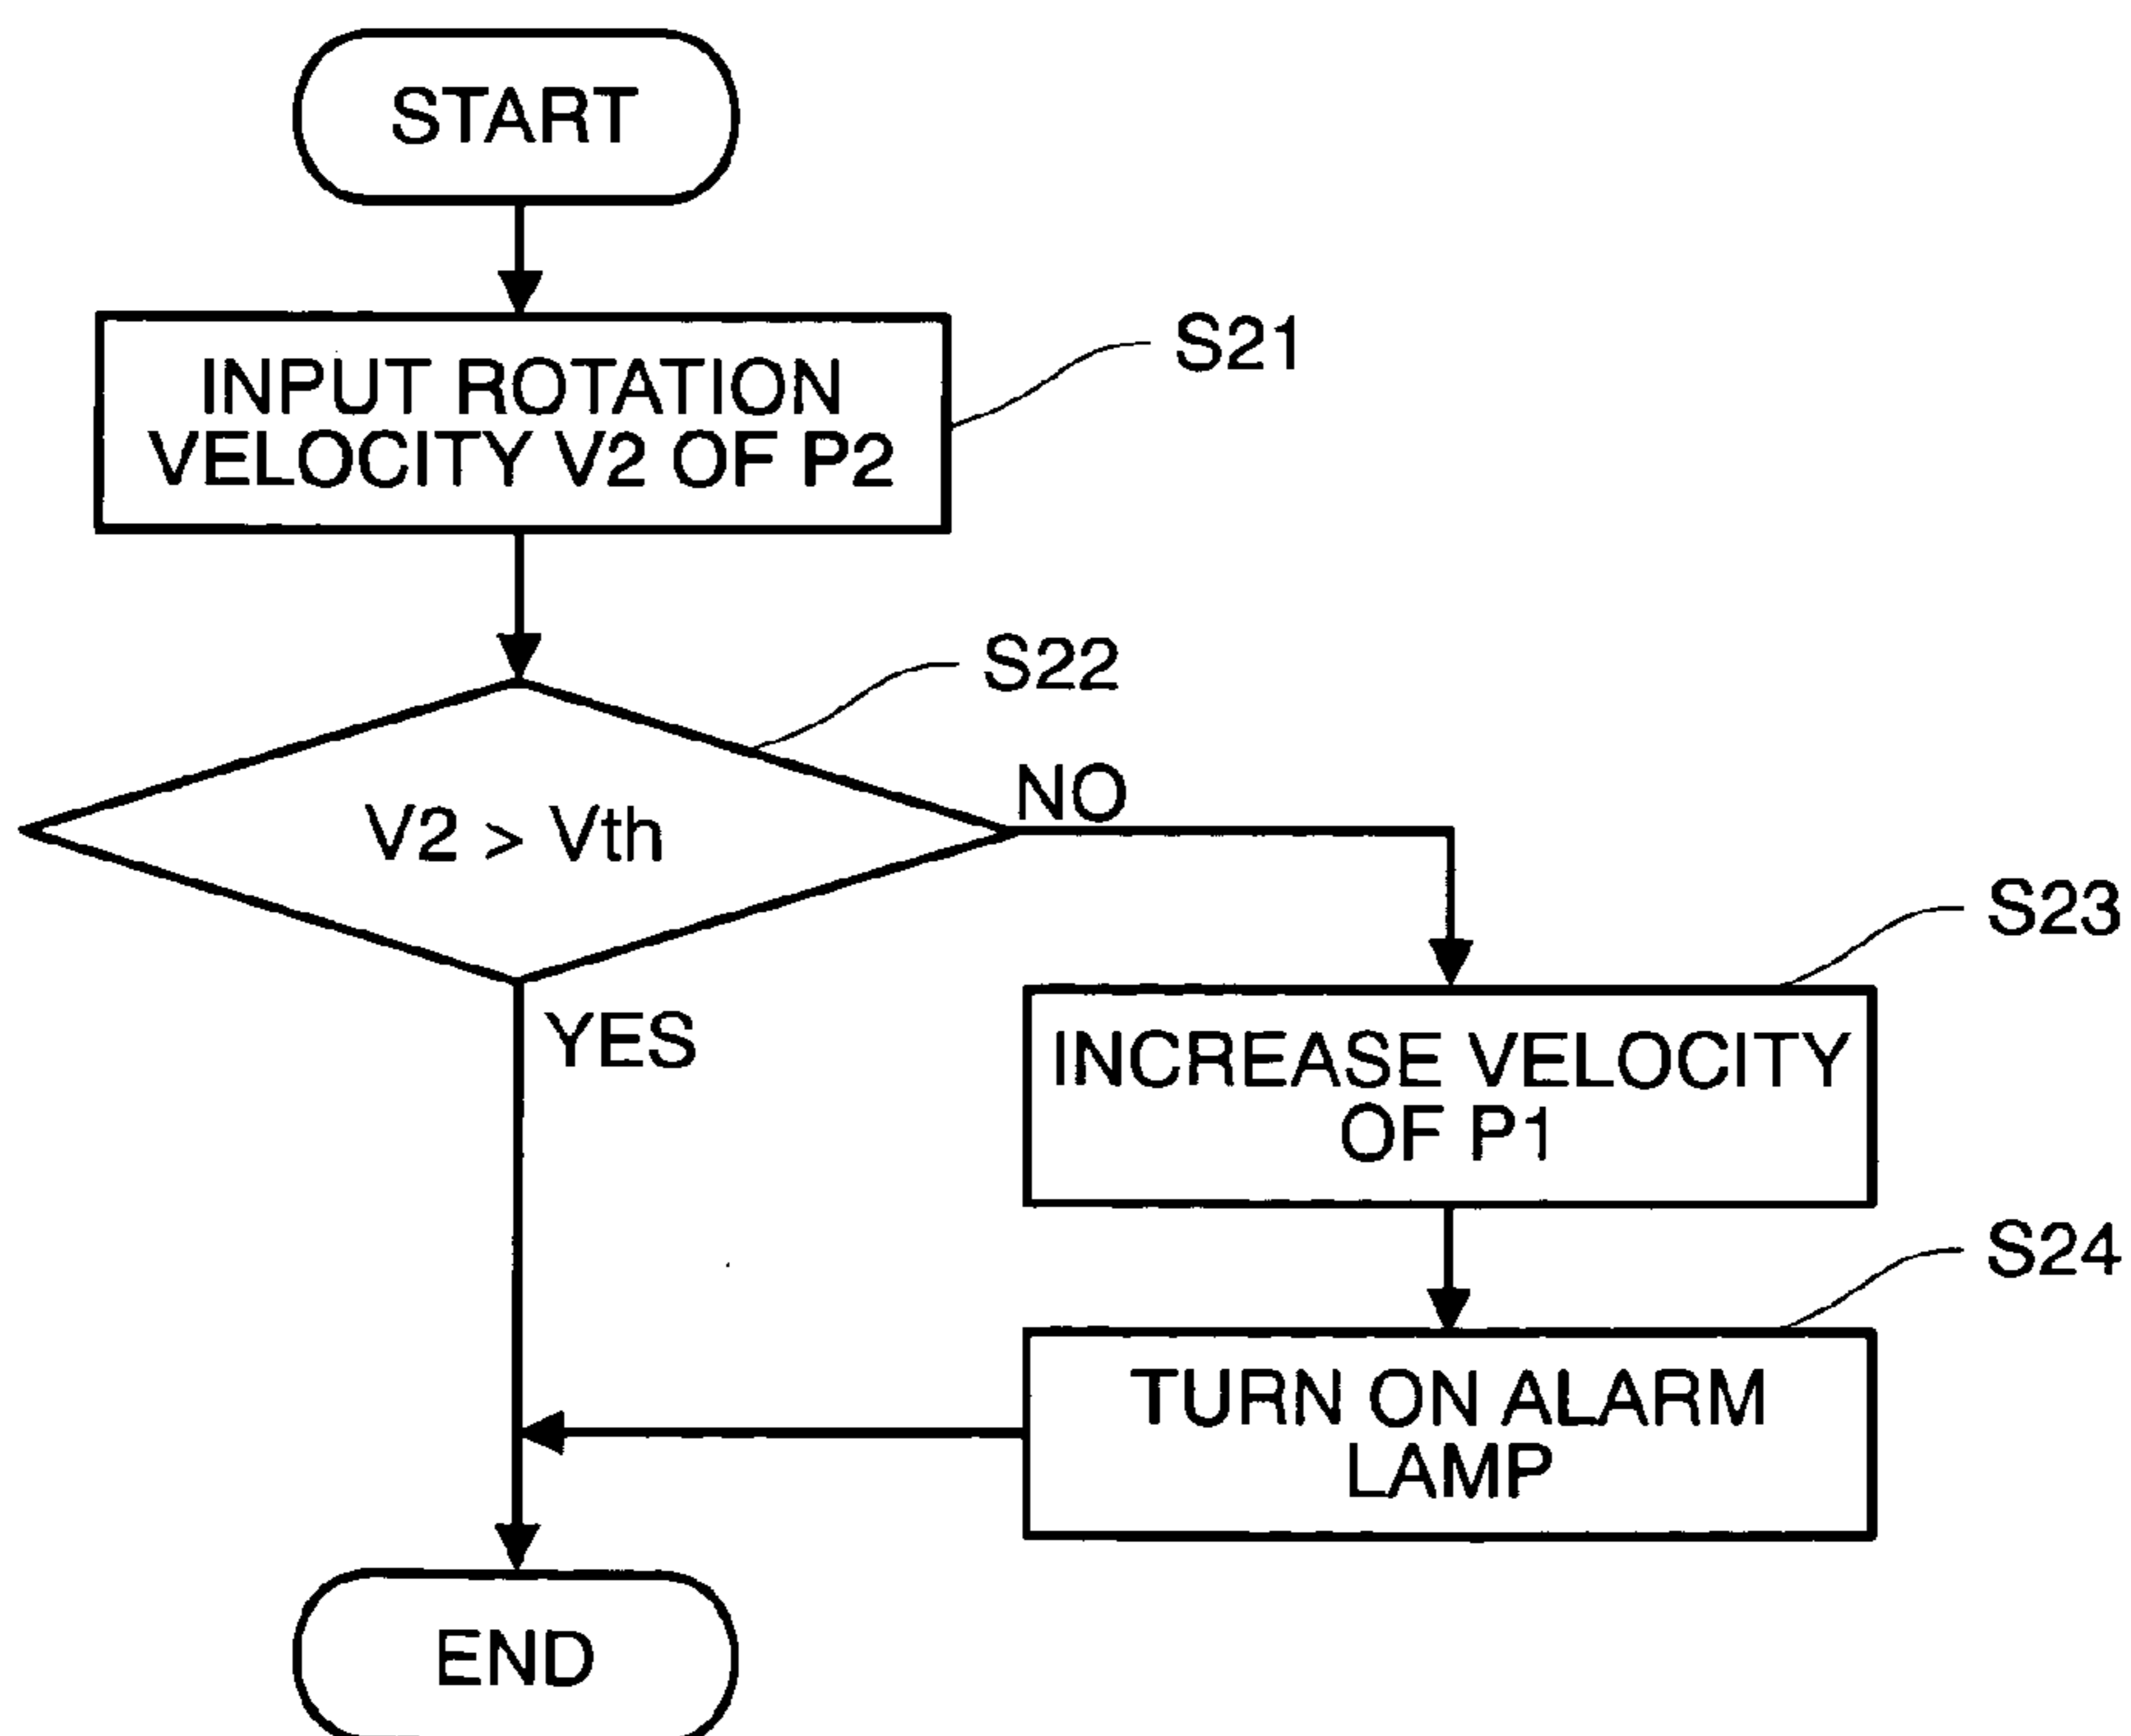 START
INPUT ROTATION
VELOCITY V2 OF P2
S21
S22
V2 > Vth
NO
YES
S23
INCREASE VELOCITY
OF P1
S24
TURN ON ALARM
LAMP
END